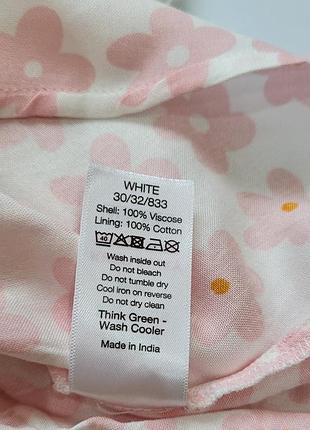 WHITE
30/32/833
Shell: 100% Viscose
Lining: 100% Cotton
40
Wash inside out
Do not bleach
Do not tumble dry
Cool iron on reverse
Do not dry clean
Think Green -
Wash Cooler
Made in India